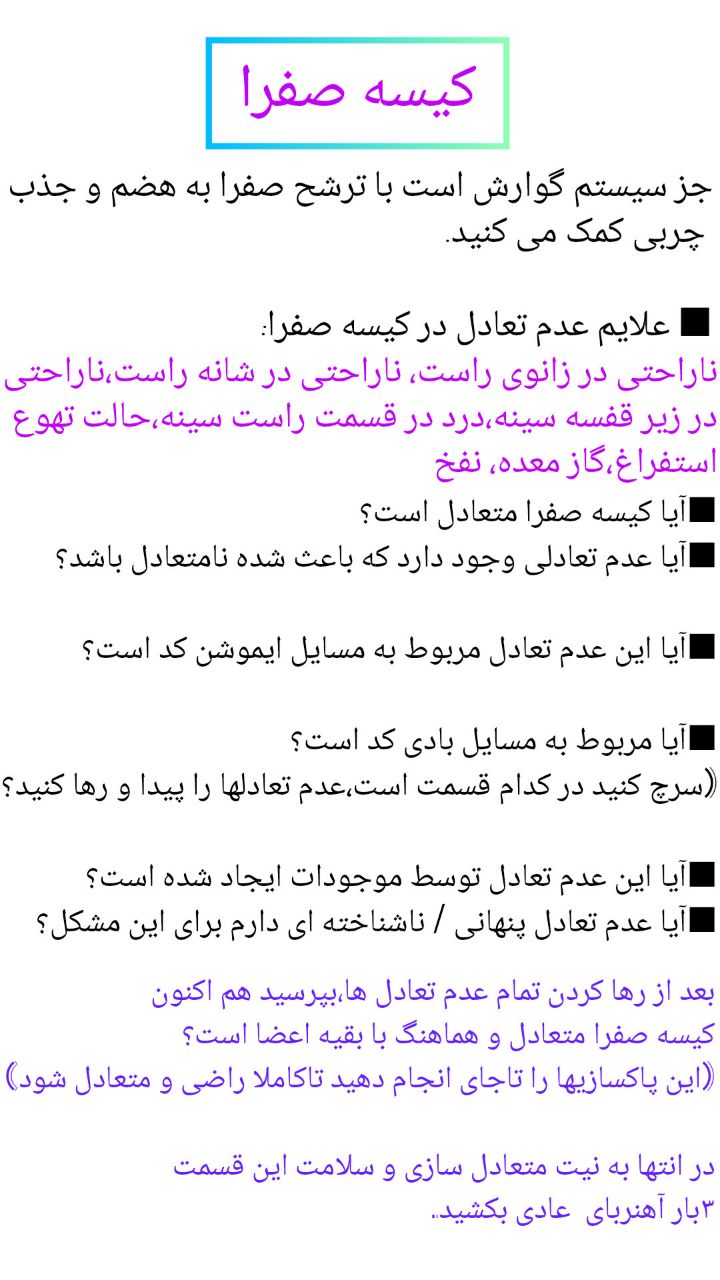 کیسه صفرا
جز سیستم گوارش است با ترشح صفرا به هضم و جذب
چربی کمک می کنید.
■ علایم عدم تعادل در کیسه صفرا:
ناراحتی در زانوی راست، ناراحتی در شانه راست،ناراحتی
در زیر قفسه سینه،درد در قسمت راست سینه،حالت تهوع
استفراغ،گاز معده، نفخ
■آیا کیسه صفرا متعادل است؟
■آیا عدم تعادلی وجود دارد که باعث شده نامتعادل باشد؟
■آیا این عدم تعادل مربوط به مسایل ایموشن کد است؟
■آیا مربوط به مسایل بادی کد است؟
⸨سرچ کنید در کدام قسمت است،عدم تعادلها را پیدا و رها کنید؟
■آیا این عدم تعادل توسط موجودات ایجاد شده است؟
■آیا عدم تعادل پنهانی / ناشناخته ای دارم برای این مشکل؟
بعد از رها کردن تمام عدم تعادل ها،بپرسید هم اکنون
کیسه صفرا متعادل و هماهنگ با بقیه اعضا است؟
⸨این پاکسازیها را تاجای انجام دهید تاکاملا راضی و متعادل شود⸩
در انتها به نیت متعادل سازی و سلامت این قسمت
۳بار آهنربای عادی بکشید..